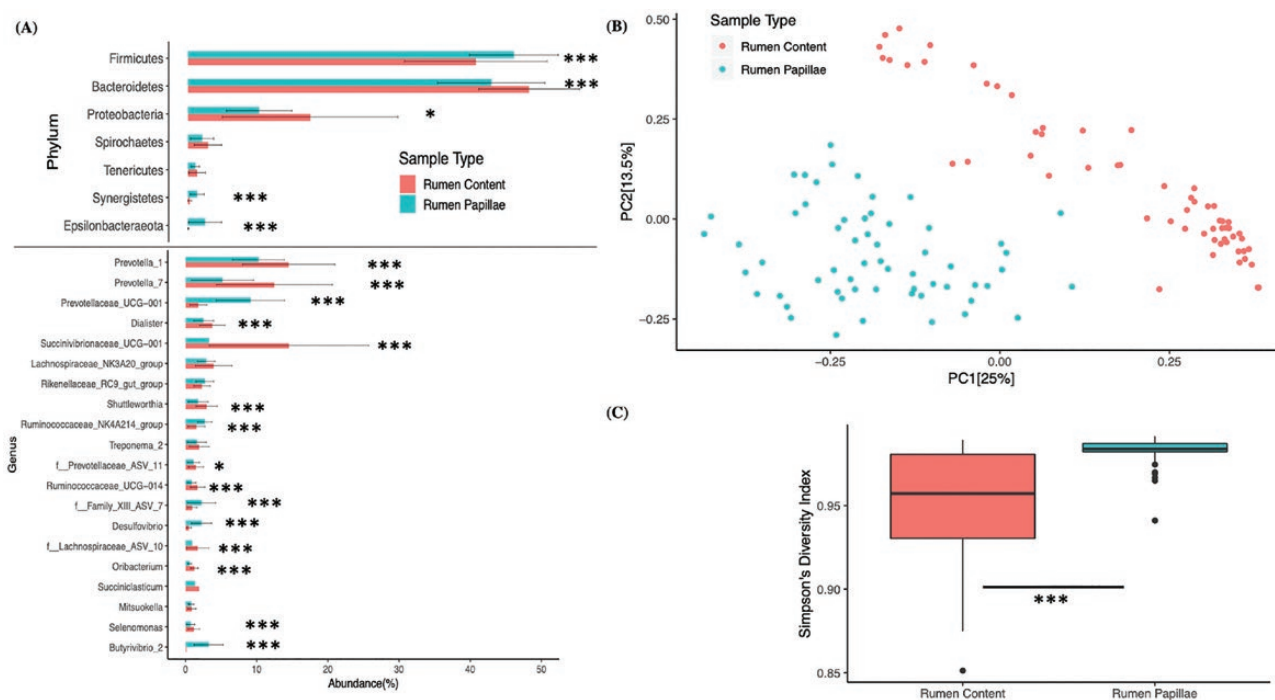 (A)
Phylum
Firmicutes
***
Bacteroidetes
***
Proteobacteria
*
Spirochaetes
Tenericutes
Synergistetes
***
Epsilonbacteraeota
***
Sample Type
Rumen Content
Rumen Papillae
Genus
Prevotella_1
***
Prevotella_7
***
Prevotellaceae_UCG-001
***
Dialister
***
Succinivibrionaceae_UCG-001
***
Lachnospiraceae_NK3A20_group
Rikenellaceae_RC9_gut_group
Shuttleworthia
***
Ruminococcaceae_NK4A214_group
***
Treponema_2
f__Prevotellaceae_ASV_11
*
Ruminococcaceae_UCG-014
***
f__Family_XIII_ASV_7
***
Desulfovibrio
***
f__Lachnospiraceae_ASV_10
***
Oribacterium
***
Succiniclasticum
Mitsuokella
Selenomonas
***
Butyrivibrio_2
***
0 10 20 30 40 50
Abundance(%)
(B)
Sample Type
Rumen Content
Rumen Papillae
PC2[13.5%]
0.50
0.25
0.00
−0.25
−0.25 0.00 0.25
PC1[25%]
(C)
Simpson's Diversity Index
0.95
0.90
0.85
***
Rumen Content Rumen Papillae